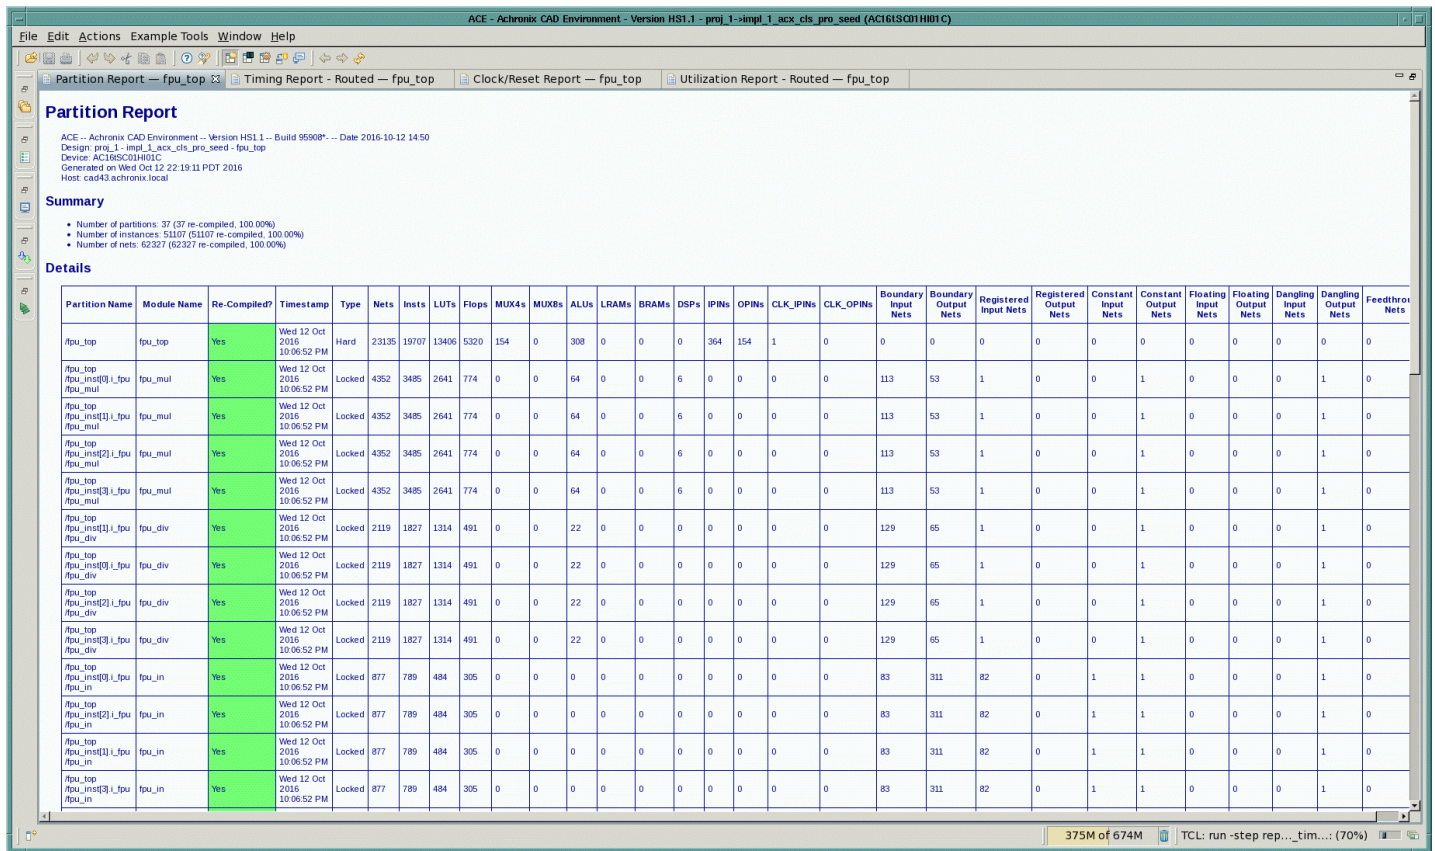 ACE - Achronix CAD Environment - Version HS1.1 - proj_1->impl_1_acx_cls_pro_seed (AC16tSC01HI01C)
File Edit Actions Example Tools Window Help
Partition Report — fpu_top Timing Report - Routed — fpu_top Clock/Reset Report — fpu_top Utilization Report - Routed — fpu_top
Partition Report
ACE -- Achronix CAD Environment -- Version HS1.1 -- Build 95908*- -- Date 2016-10-12 14:50
Design: proj_1 - impl_1_acx_cls_pro_seed - fpu_top
Device: AC16tSC01HI01C
Generated on Wed Oct 12 22:19:11 PDT 2016
Host: cad43.achronix.local
Summary
• Number of partitions: 37 (37 re-compiled, 100.00%)
• Number of instances: 51107 (51107 re-compiled, 100.00%)
• Number of nets: 62327 (62327 re-compiled, 100.00%)
Details
Partition Name Module Name Re-Compiled? Timestamp Type Nets Insts LUTs Flops MUX4s MUX8s ALUs LRAMs BRAMs DSPs IPINs OPINs CLK_IPINs CLK_OPINs Boundary Input Nets Boundary Output Nets Registered Input Nets Registered Output Nets Constant Input Nets Constant Output Nets Floating Input Nets Floating Output Nets Dangling Input Nets Dangling Output Nets Feedthrou Nets
/fpu_top fpu_top Yes Wed 12 Oct 2016 10:06:52 PM Hard 23135 19707 13406 5320 154 0 308 0 0 0 364 154 1 0 0 0 0 0 0 0 0 0 0 0 0
/fpu_top /fpu_inst[0].i_fpu /fpu_mul fpu_mul Yes Wed 12 Oct 2016 10:06:52 PM Locked 4352 3485 2641 774 0 0 64 0 0 6 0 0 0 0 113 53 1 0 0 1 0 0 0 1 0
/fpu_top /fpu_inst[1].i_fpu /fpu_mul fpu_mul Yes Wed 12 Oct 2016 10:06:52 PM Locked 4352 3485 2641 774 0 0 64 0 0 6 0 0 0 0 113 53 1 0 0 1 0 0 0 1 0
/fpu_top /fpu_inst[2].i_fpu /fpu_mul fpu_mul Yes Wed 12 Oct 2016 10:06:52 PM Locked 4352 3485 2641 774 0 0 64 0 0 6 0 0 0 0 113 53 1 0 0 1 0 0 0 1 0
/fpu_top /fpu_inst[3].i_fpu /fpu_mul fpu_mul Yes Wed 12 Oct 2016 10:06:52 PM Locked 4352 3485 2641 774 0 0 64 0 0 6 0 0 0 0 113 53 1 0 0 1 0 0 0 1 0
/fpu_top /fpu_inst[1].i_fpu /fpu_div fpu_div Yes Wed 12 Oct 2016 10:06:52 PM Locked 2119 1827 1314 491 0 0 22 0 0 0 0 0 0 0 129 65 1 0 0 1 0 0 0 1 0
/fpu_top /fpu_inst[0].i_fpu /fpu_div fpu_div Yes Wed 12 Oct 2016 10:06:52 PM Locked 2119 1827 1314 491 0 0 22 0 0 0 0 0 0 0 129 65 1 0 0 1 0 0 0 1 0
/fpu_top /fpu_inst[2].i_fpu /fpu_div fpu_div Yes Wed 12 Oct 2016 10:06:52 PM Locked 2119 1827 1314 491 0 0 22 0 0 0 0 0 0 0 129 65 1 0 0 1 0 0 0 1 0
/fpu_top /fpu_inst[3].i_fpu /fpu_div fpu_div Yes Wed 12 Oct 2016 10:06:52 PM Locked 2119 1827 1314 491 0 0 22 0 0 0 0 0 0 0 129 65 1 0 0 1 0 0 0 1 0
/fpu_top /fpu_inst[0].i_fpu /fpu_in fpu_in Yes Wed 12 Oct 2016 10:06:52 PM Locked 877 789 484 305 0 0 0 0 0 0 0 0 0 0 83 311 82 0 1 1 0 0 0 1 0
/fpu_top /fpu_inst[2].i_fpu /fpu_in fpu_in Yes Wed 12 Oct 2016 10:06:52 PM Locked 877 789 484 305 0 0 0 0 0 0 0 0 0 0 83 311 82 0 1 1 0 0 0 1 0
/fpu_top /fpu_inst[1].i_fpu /fpu_in fpu_in Yes Wed 12 Oct 2016 10:06:52 PM Locked 877 789 484 305 0 0 0 0 0 0 0 0 0 0 83 311 82 0 1 1 0 0 0 1 0
/fpu_top /fpu_inst[3].i_fpu /fpu_in fpu_in Yes Wed 12 Oct 2016 10:06:52 PM Locked 877 789 484 305 0 0 0 0 0 0 0 0 0 0 83 311 82 0 1 1 0 0 0 1 0
375M of 674M TCL: run -step rep..._tim...: (70%)